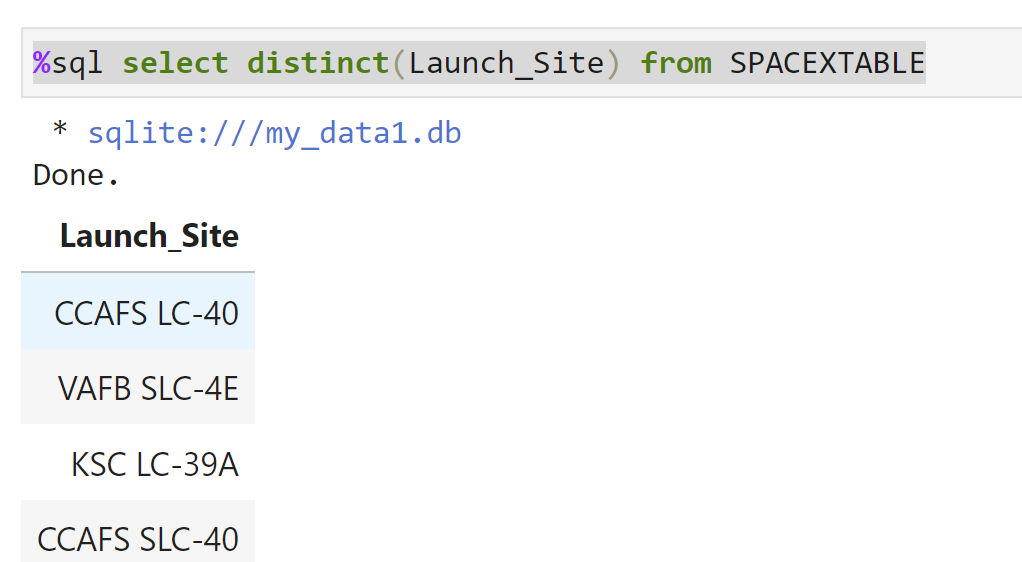 %sql select distinct(Launch_Site) from SPACEXTABLE
* sqlite:///my_data1.db
Done.
Launch_Site
CCAFS LC-40
VAFB SLC-4E
KSC LC-39A
CCAFS SLC-40